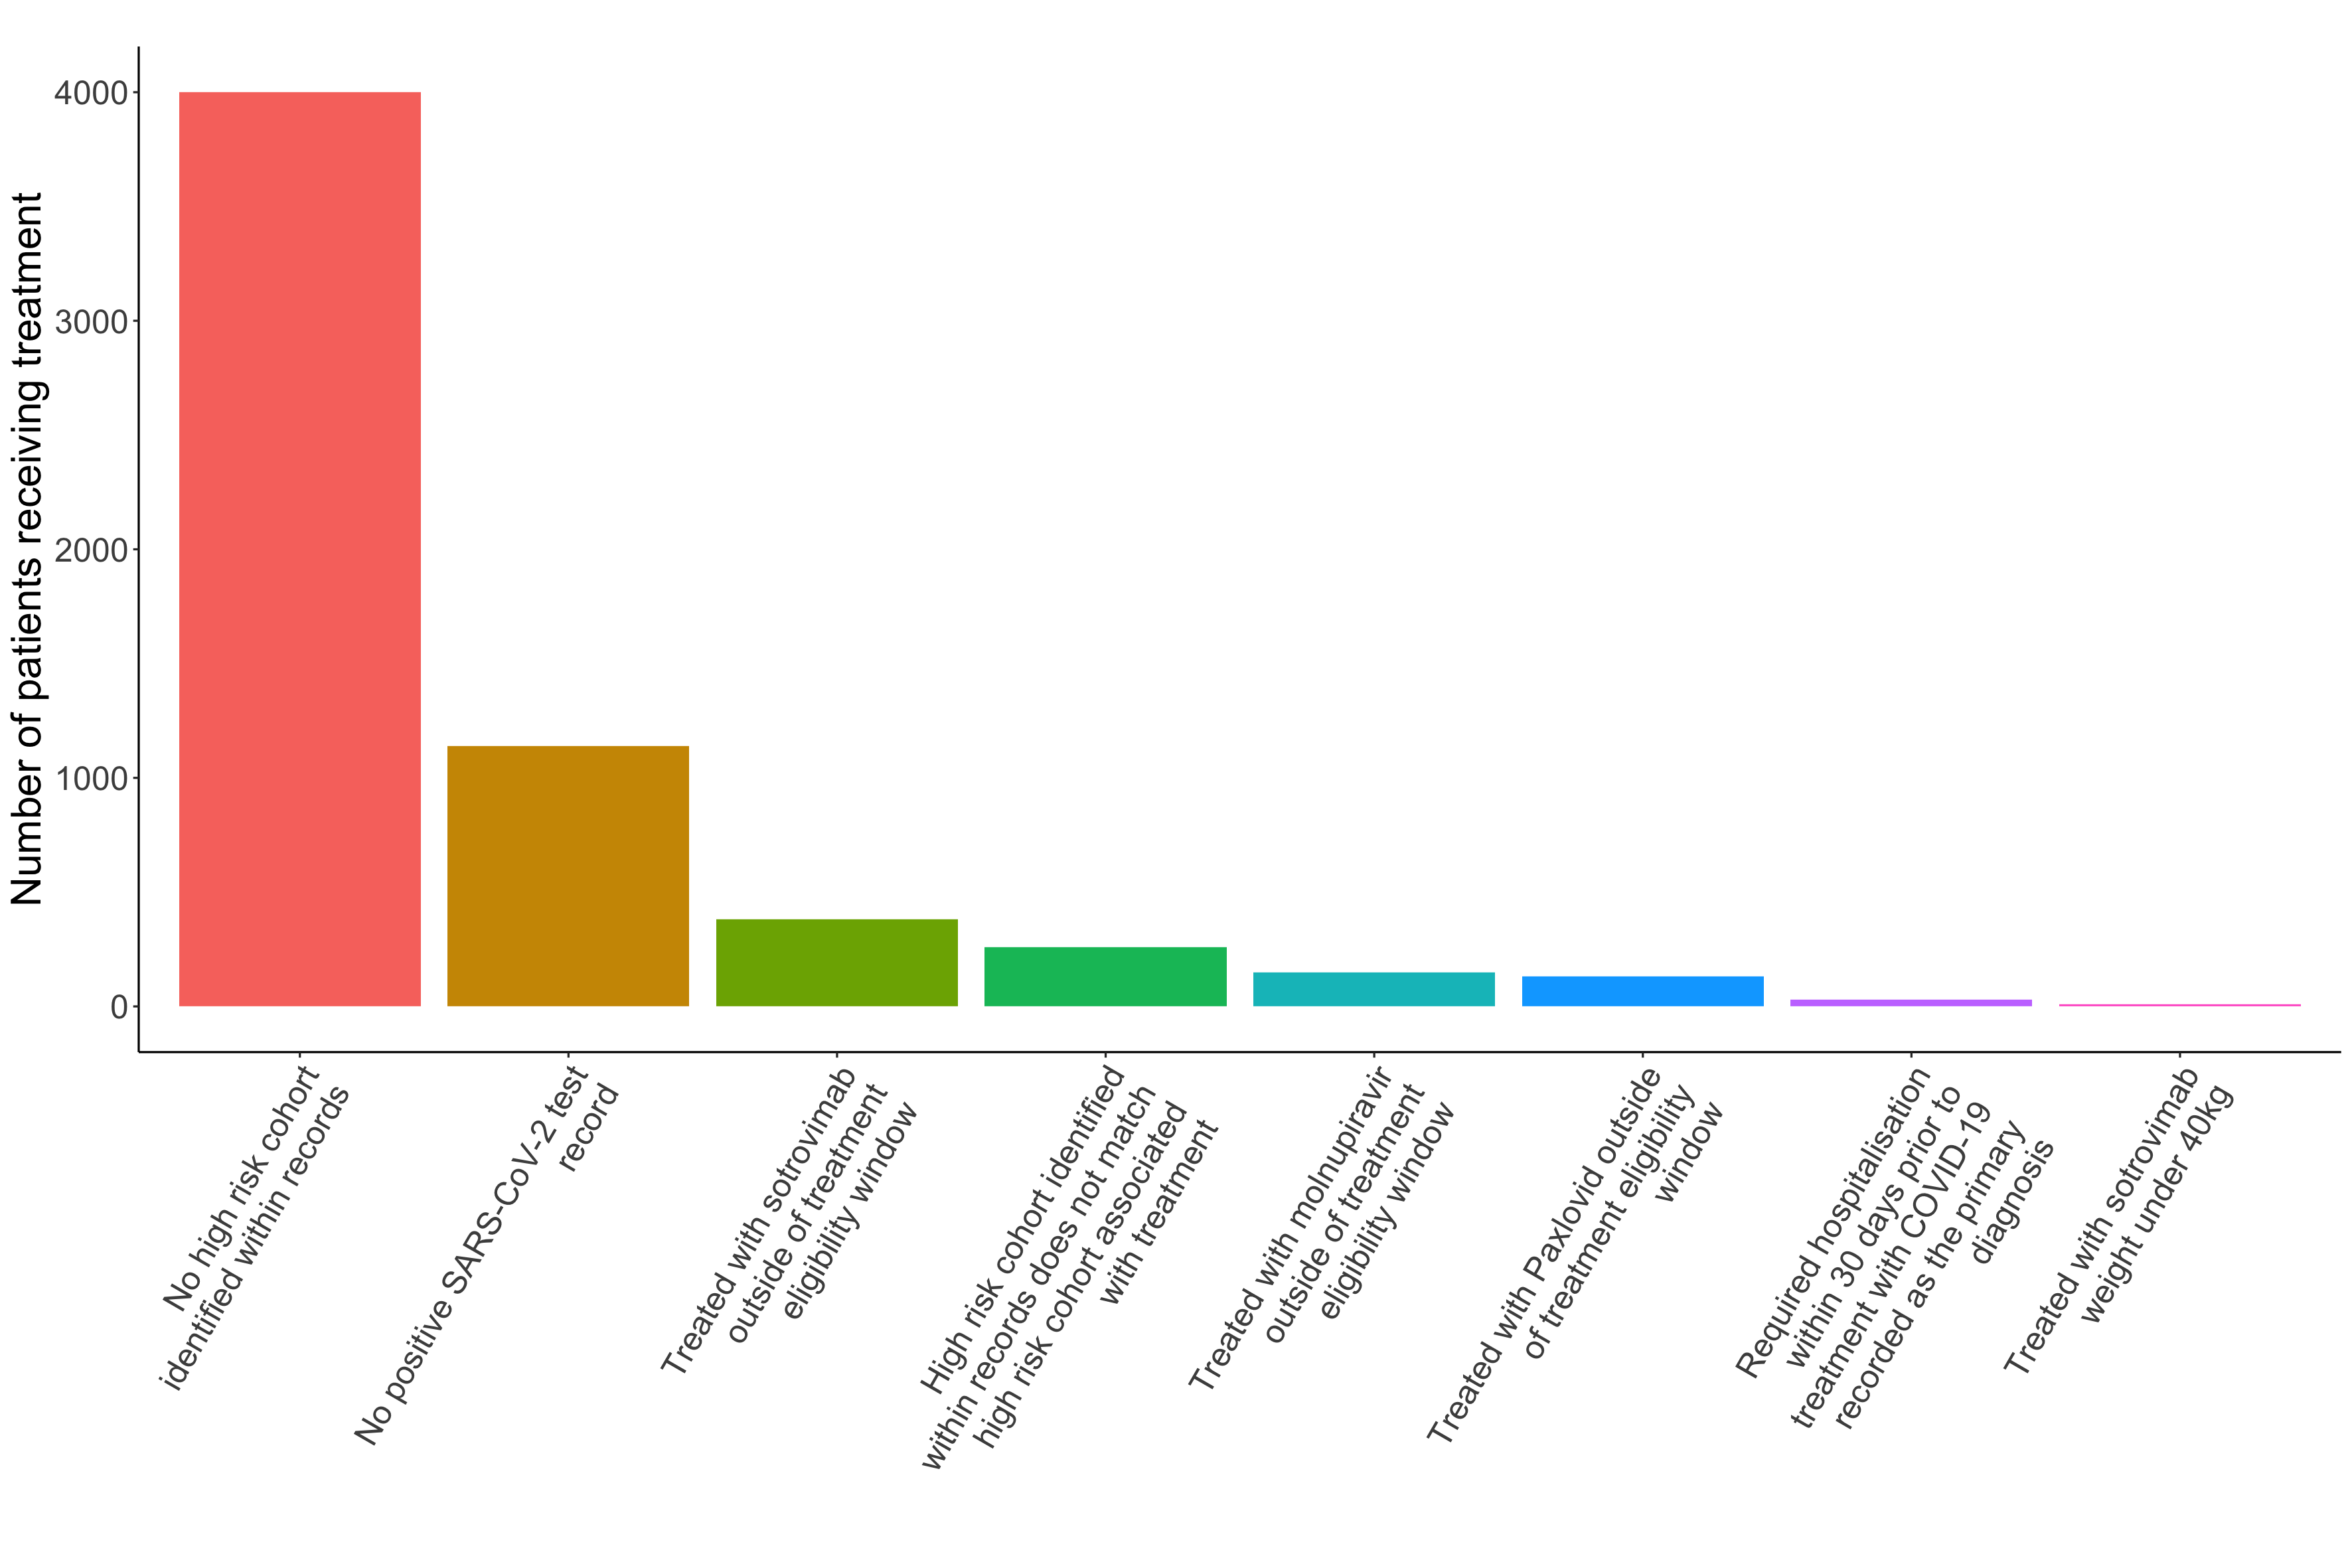 Number of patients receiving treatment
4000
3000
2000
1000
0
No high risk cohort
identified within records
No positive SARS-CoV-2 test
record
Treated with sotrovimab
outside of treatment
eligibility window
High risk cohort identified
within records does not match
high risk cohort associated
with treatment
Treated with molnupiravir
outside of treatment
eligibility window
Treated with Paxlovid outside
of treatment eligibility
window
Required hospitalisation
within 30 days prior to
treatment with COVID-19
recorded as the primary
diagnosis
Treated with sotrovimab
weight under 40kg